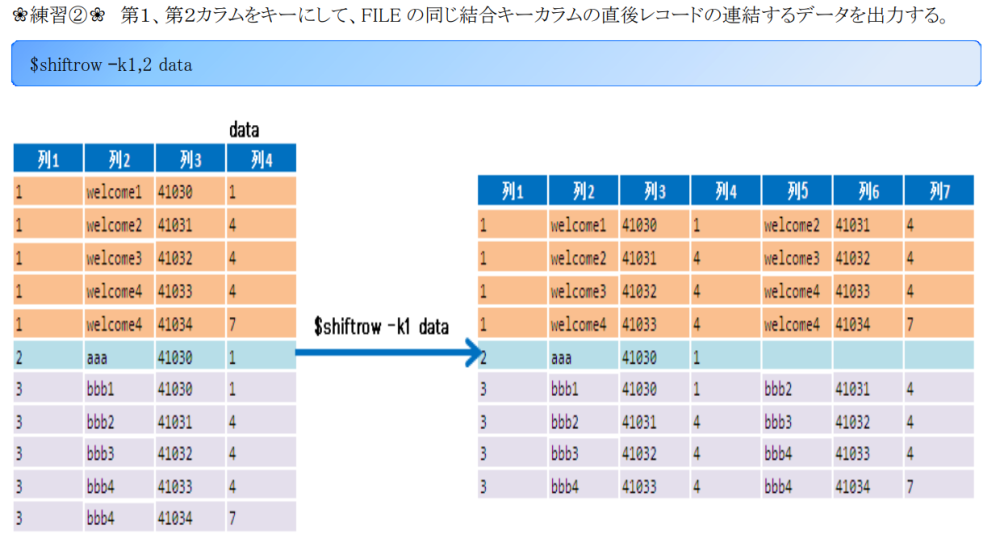 ❀練習②❀ 第１、第２カラムをキーにして、FILE の同じ結合キーカラムの直後レコードの連結するデータを出力する。
$shiftrow −k1,2 data
data
列1 列2 列3 列4
1 welcome1 41030 1
1 welcome2 41031 4
1 welcome3 41032 4
1 welcome4 41033 4
1 welcome4 41034 7
2 aaa 41030 1
3 bbb1 41030 1
3 bbb2 41031 4
3 bbb3 41032 4
3 bbb4 41033 4
3 bbb4 41034 7
$shiftrow -k1 data
列1 列2 列3 列4 列5 列6 列7
1 welcome1 41030 1 welcome2 41031 4
1 welcome2 41031 4 welcome3 41032 4
1 welcome3 41032 4 welcome4 41033 4
1 welcome4 41033 4 welcome4 41034 7
2 aaa 41030 1
3 bbb1 41030 1 bbb2 41031 4
3 bbb2 41031 4 bbb3 41032 4
3 bbb3 41032 4 bbb4 41033 4
3 bbb4 41033 4 bbb4 41034 7